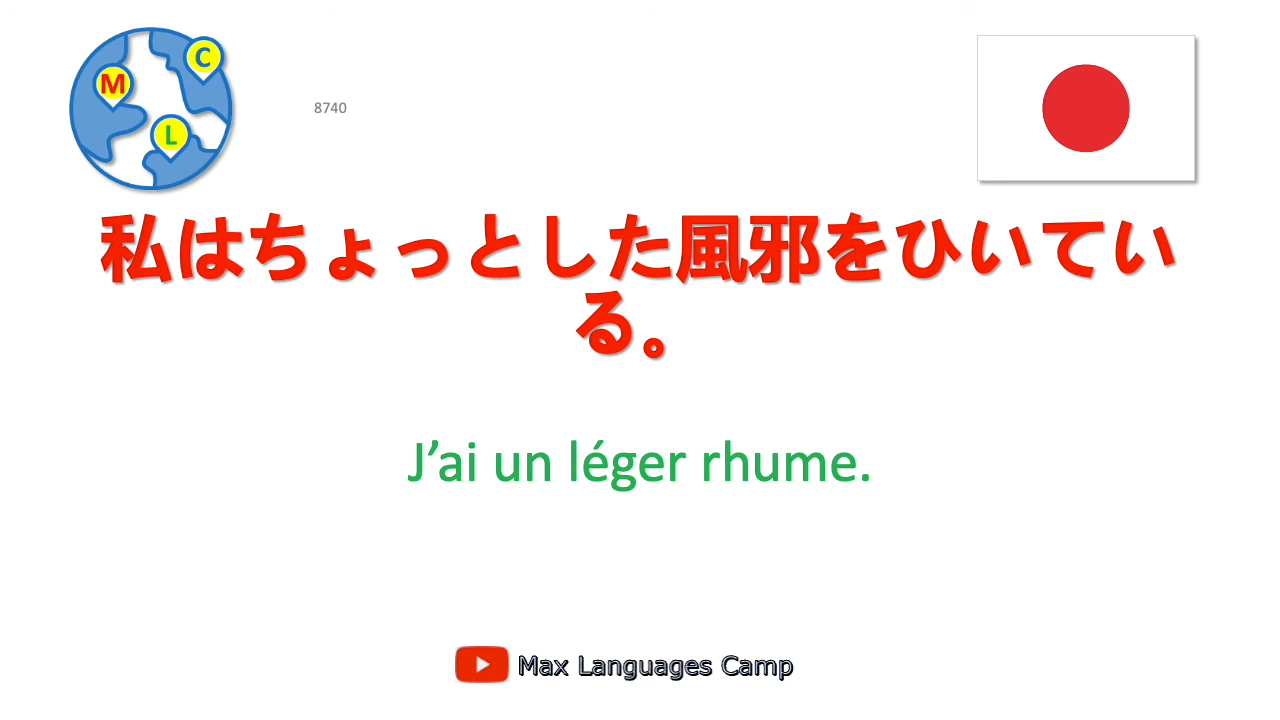 M
C
L
8740
私はちょっとした風邪をひいてい
る。
J’ai un léger rhume.
Max Languages Camp